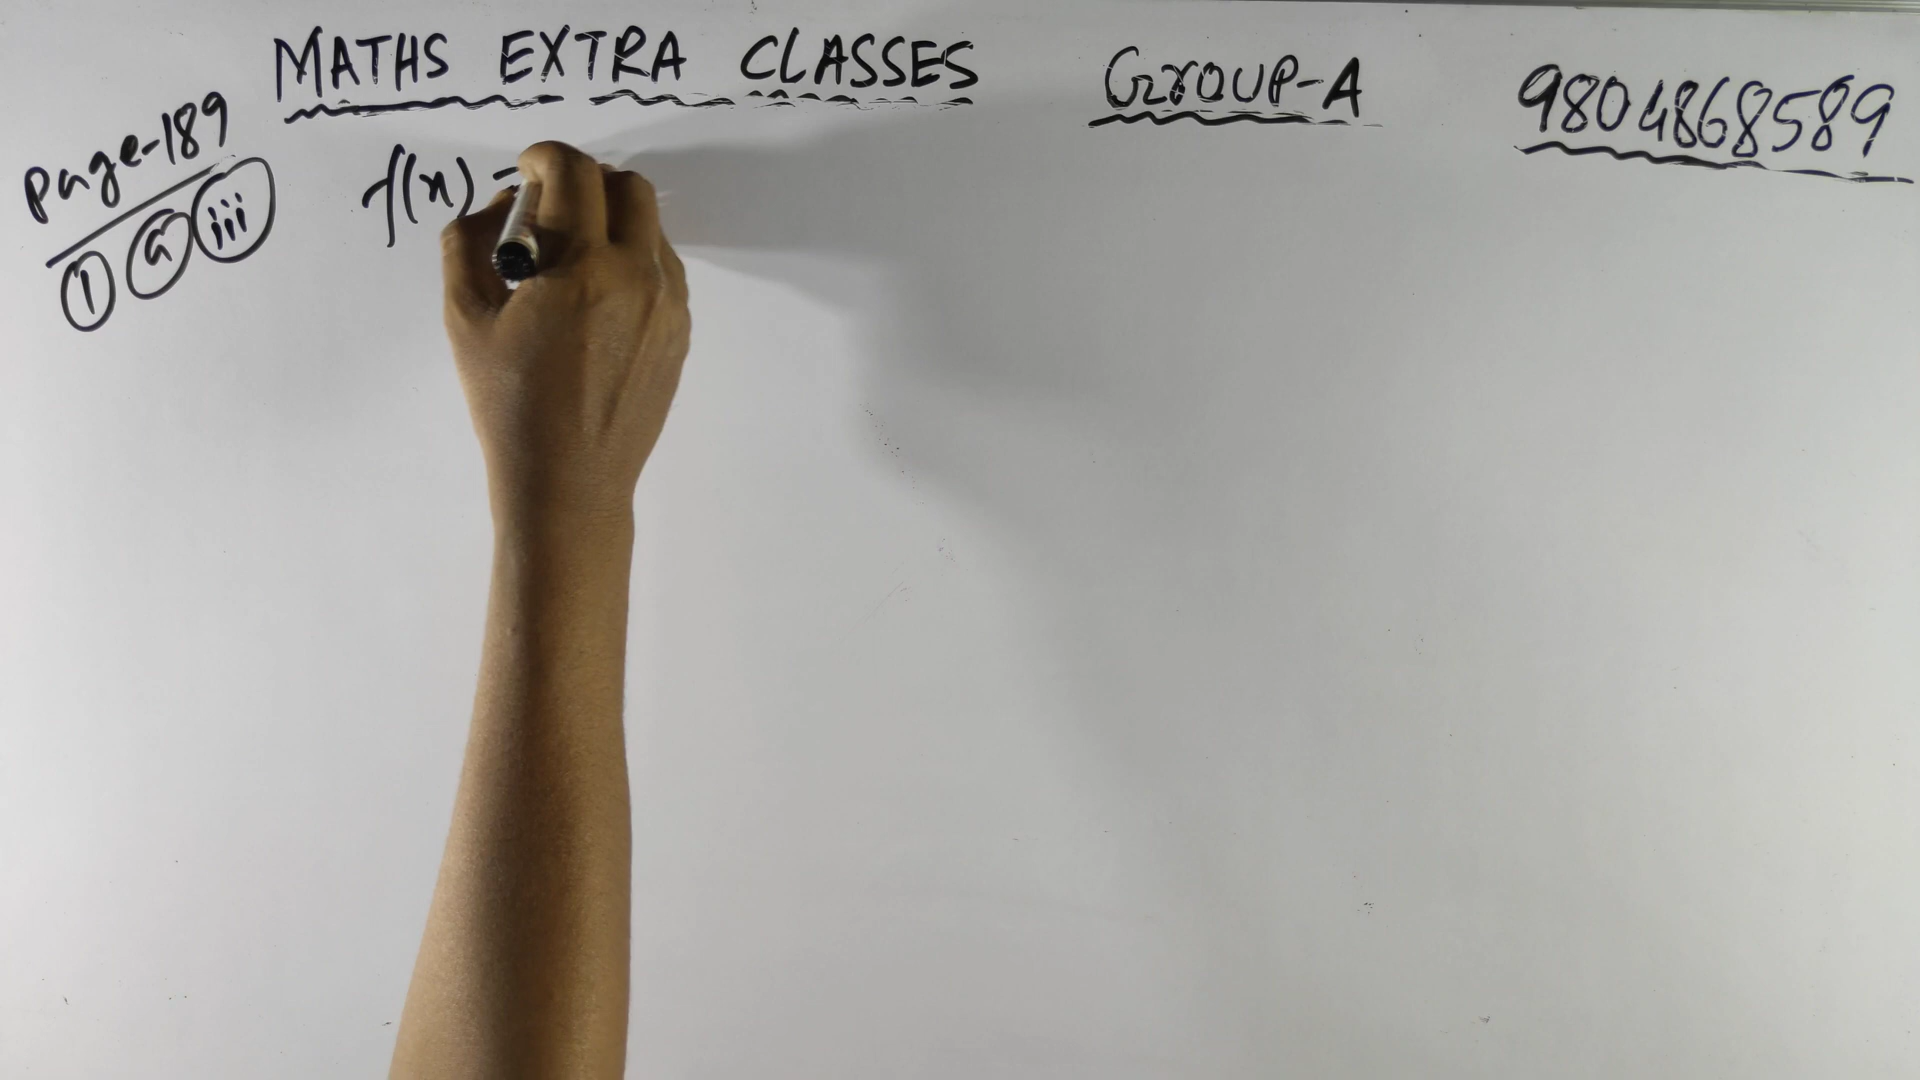 MATHS EXTRA CLASSES GROUP-A 9804868589
Page-189
1 a iii
f(x) =